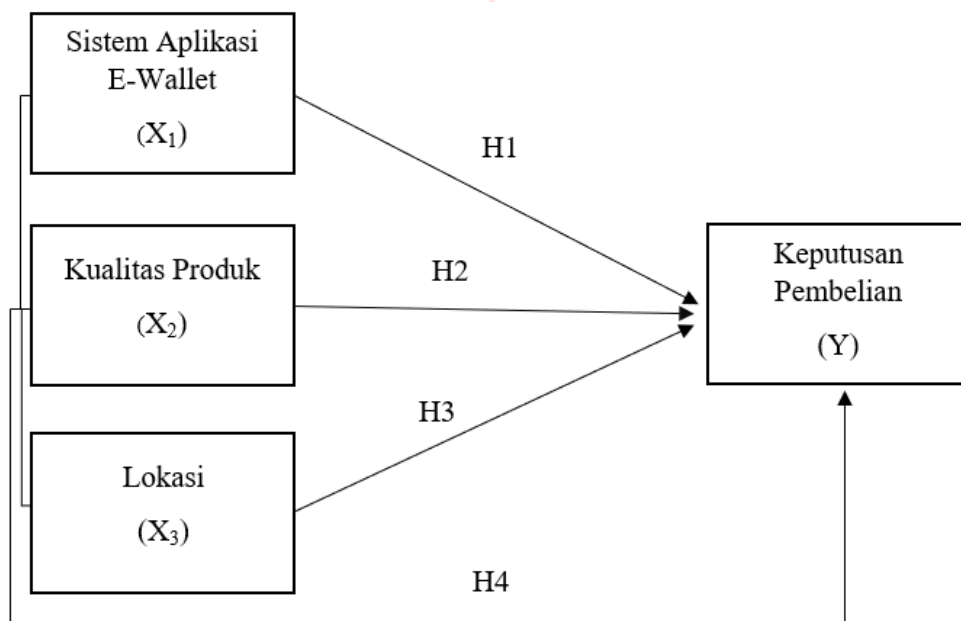 Sistem Aplikasi
E-Wallet
(X₁)
H1
Kualitas Produk
(X₂)
H2
Keputusan
Pembelian
(Y)
H3
Lokasi
(X₃)
H4